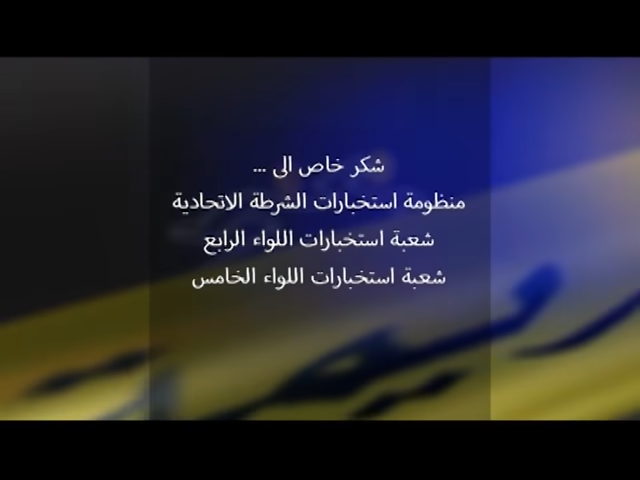 شكر خاص الى ...
منظومة استخبارات الشرطة الاتحادية
شعبة استخبارات اللواء الرابع
شعبة استخبارات اللواء الخامس